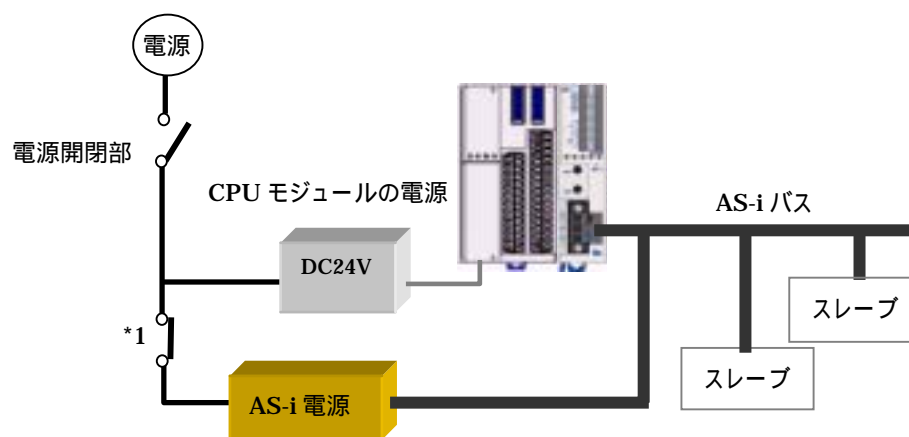 電源
電源開閉部
CPU モジュールの電源
AS-i バス
DC24V
スレーブ
*1
スレーブ
AS-i 電源